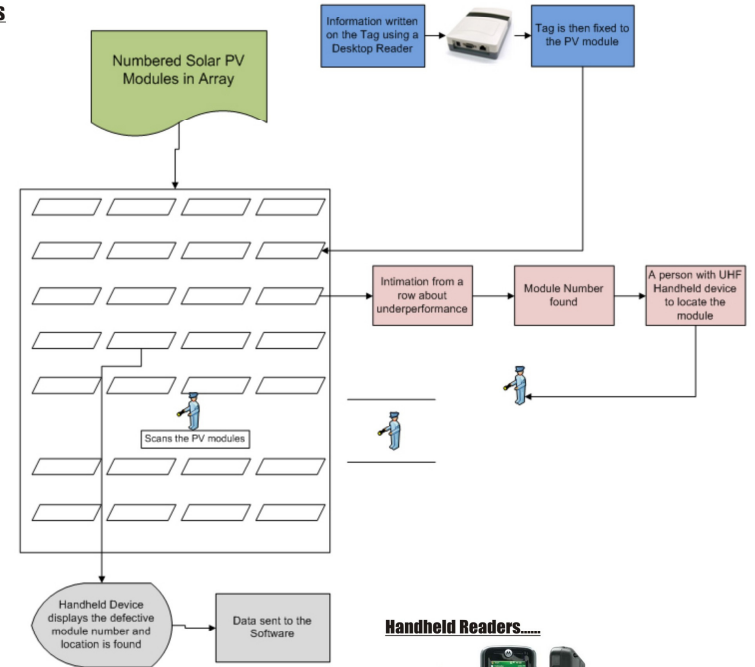 s
Numbered Solar PV
Modules in Array
Information written
on the Tag using a
Desktop Reader
Tag is then fixed to
the PV module
Intimation from a
row about
underperformance
Module Number
found
A person with UHF
Handheld device
to locate the
module
Scans the PV modules
Handheld Device
displays the defective
module number and
location is found
Data sent to the
Software
Handheld Readers......